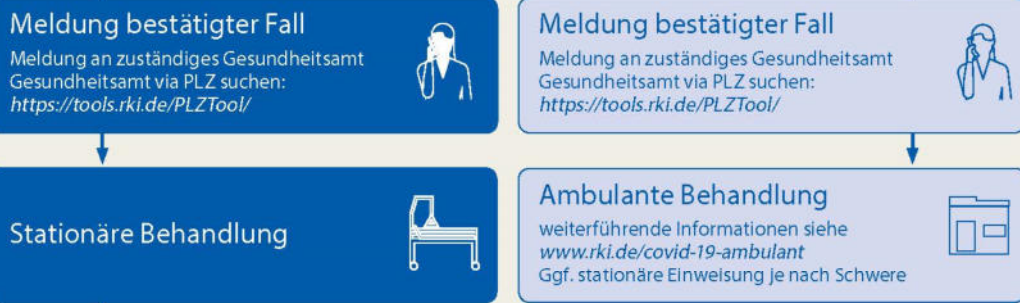 Meldung bestätigter Fall
Meldung an zuständiges Gesundheitsamt
Gesundheitsamt via PLZ suchen:
https://tools.rki.de/PLZTool/
Stationäre Behandlung
Meldung bestätigter Fall
Meldung an zuständiges Gesundheitsamt
Gesundheitsamt via PLZ suchen:
https://tools.rki.de/PLZTool/
Ambulante Behandlung
weiterführende Informationen siehe
www.rki.de/covid-19-ambulant
Ggf. stationäre Einweisung je nach Schwere